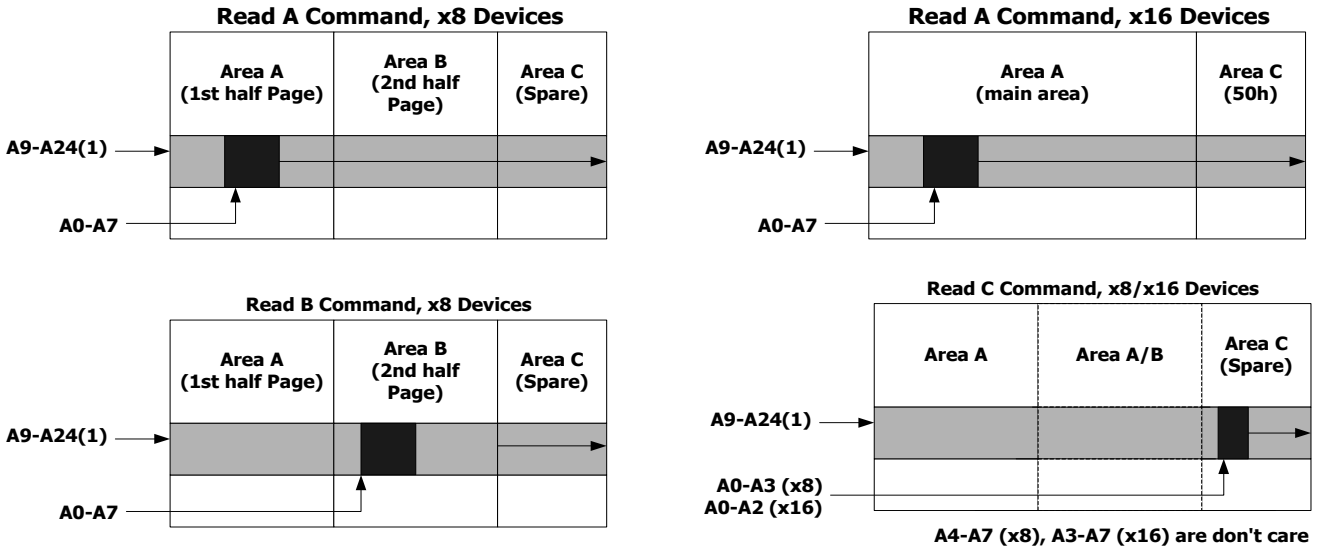 Read A Command, x8 Devices
Area A
(1st half Page)
Area B
(2nd half
Page)
Area C
(Spare)
A9-A24(1)
A0-A7
Read A Command, x16 Devices
Area A
(main area)
Area C
(50h)
A9-A24(1)
A0-A7
Read B Command, x8 Devices
Area A
(1st half Page)
Area B
(2nd half
Page)
Area C
(Spare)
A9-A24(1)
A0-A7
Read C Command, x8/x16 Devices
Area A
Area A/B
Area C
(Spare)
A9-A24(1)
A0-A3 (x8)
A0-A2 (x16)
A4-A7 (x8), A3-A7 (x16) are don't care